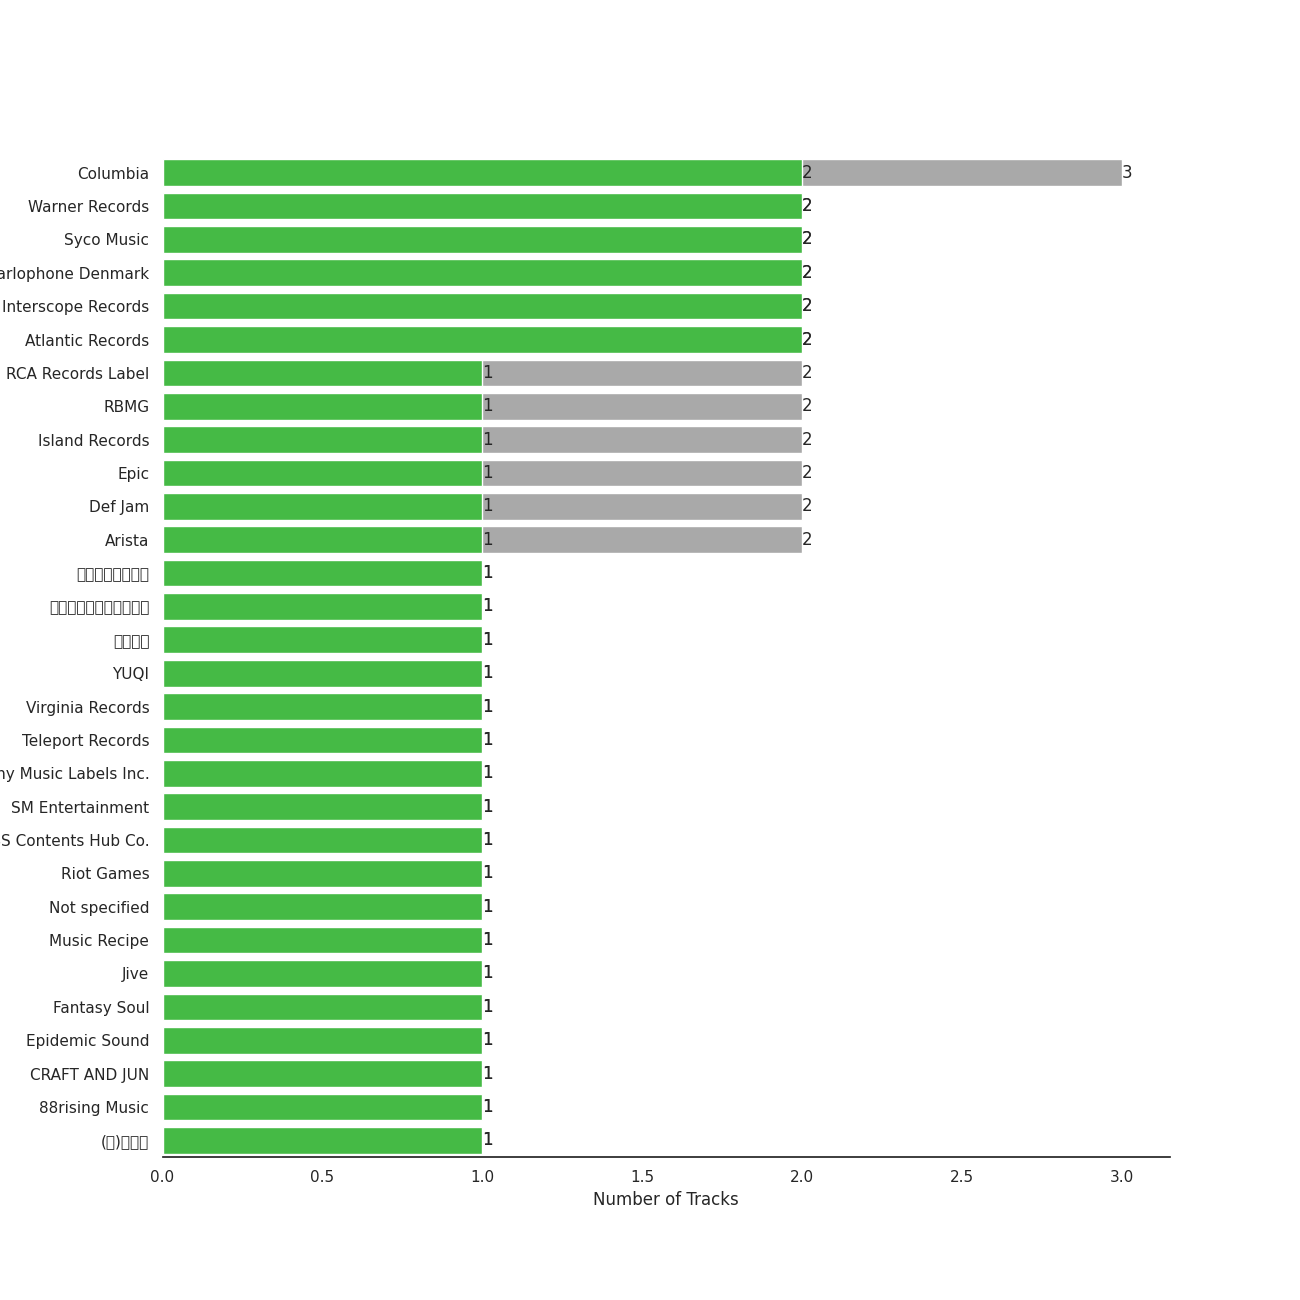 Columbia 2 3
Warner Records 2
Syco Music 2
arlophone Denmark 2
Interscope Records 2
Atlantic Records 2
RCA Records Label 1 2
RBMG 1 2
Island Records 1 2
Epic 1 2
Def Jam 1 2
Arista 1 2
1
1
1
YUQI 1
Virginia Records 1
Teleport Records 1
ny Music Labels Inc. 1
SM Entertainment 1
S Contents Hub Co. 1
Riot Games 1
Not specified 1
Music Recipe 1
Jive 1
Fantasy Soul 1
Epidemic Sound 1
CRAFT AND JUN 1
88rising Music 1
1
0.0 0.5 1.0 1.5 2.0 2.5 3.0
Number of Tracks